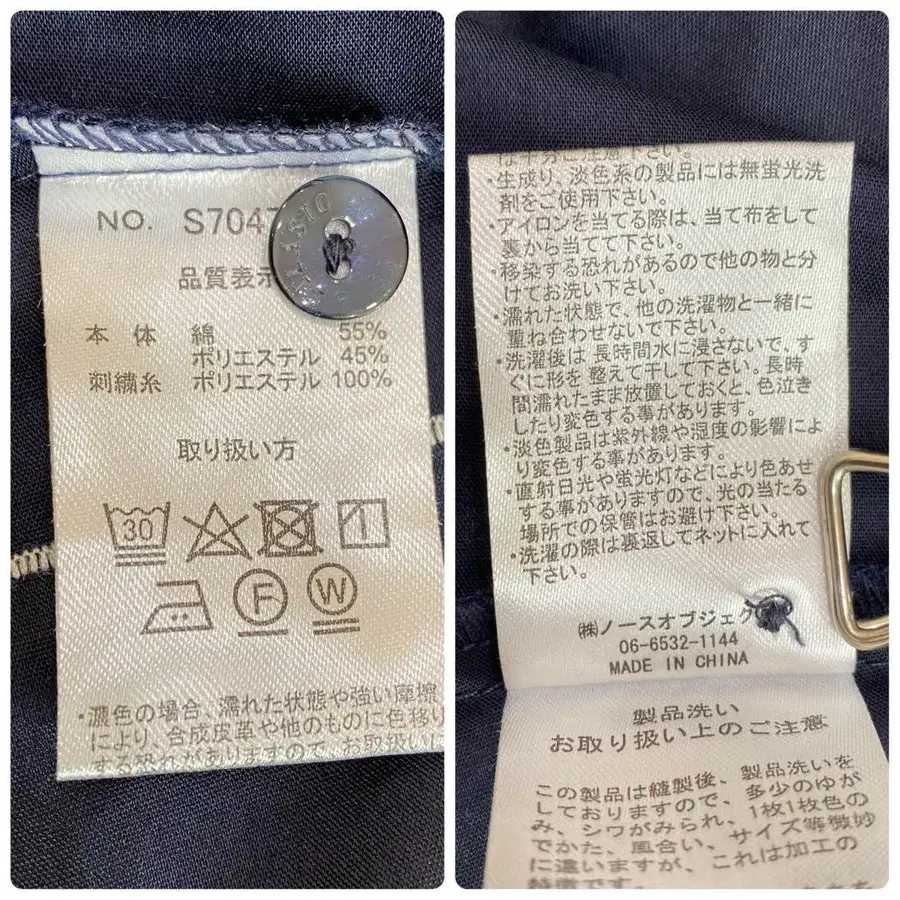 NO. S7047
品質表示
本体 綿 55%
ポリエステル 45%
刺繍糸 ポリエステル 100%
取り扱い方
30
F W
・濃色の場合、濡れた状態や強い摩擦
により、合成皮革や他のものに色移り
する恐れがありますので、お取扱いに
は十分ご注意下さい。
・生成り、淡色系の製品には無蛍光洗
剤をご使用下さい。
・アイロンを当てる際は、当て布をして
裏から当てて下さい。
・移染する恐れがあるので他の物と分
けてお洗い下さい。
・濡れた状態で、他の洗濯物と一緒に
重ね合わせないで下さい。
・洗濯後は長時間水に浸さないで、す
ぐに形を整えて干して下さい。長時
間濡れたまま放置しておくと、色泣き
したり変色する事があります。
・淡色製品は紫外線や湿度の影響によ
り変色する事があります。
・直射日光や蛍光灯などにより色あせ
する事がありますので、光の当たる
場所での保管はお避け下さい。
・洗濯の際は裏返してネットに入れて
下さい。
㈱ノースオブジェク
06-6532-1144
MADE IN CHINA
製品洗い
お取り扱い上のご注意
この製品は縫製後、製品洗いを
しておりますので、多少のゆが
み、シワがみられ、1枚1枚色の
でかた、風合い、サイズ等微妙
に違いますが、これは加工の
特徴です。